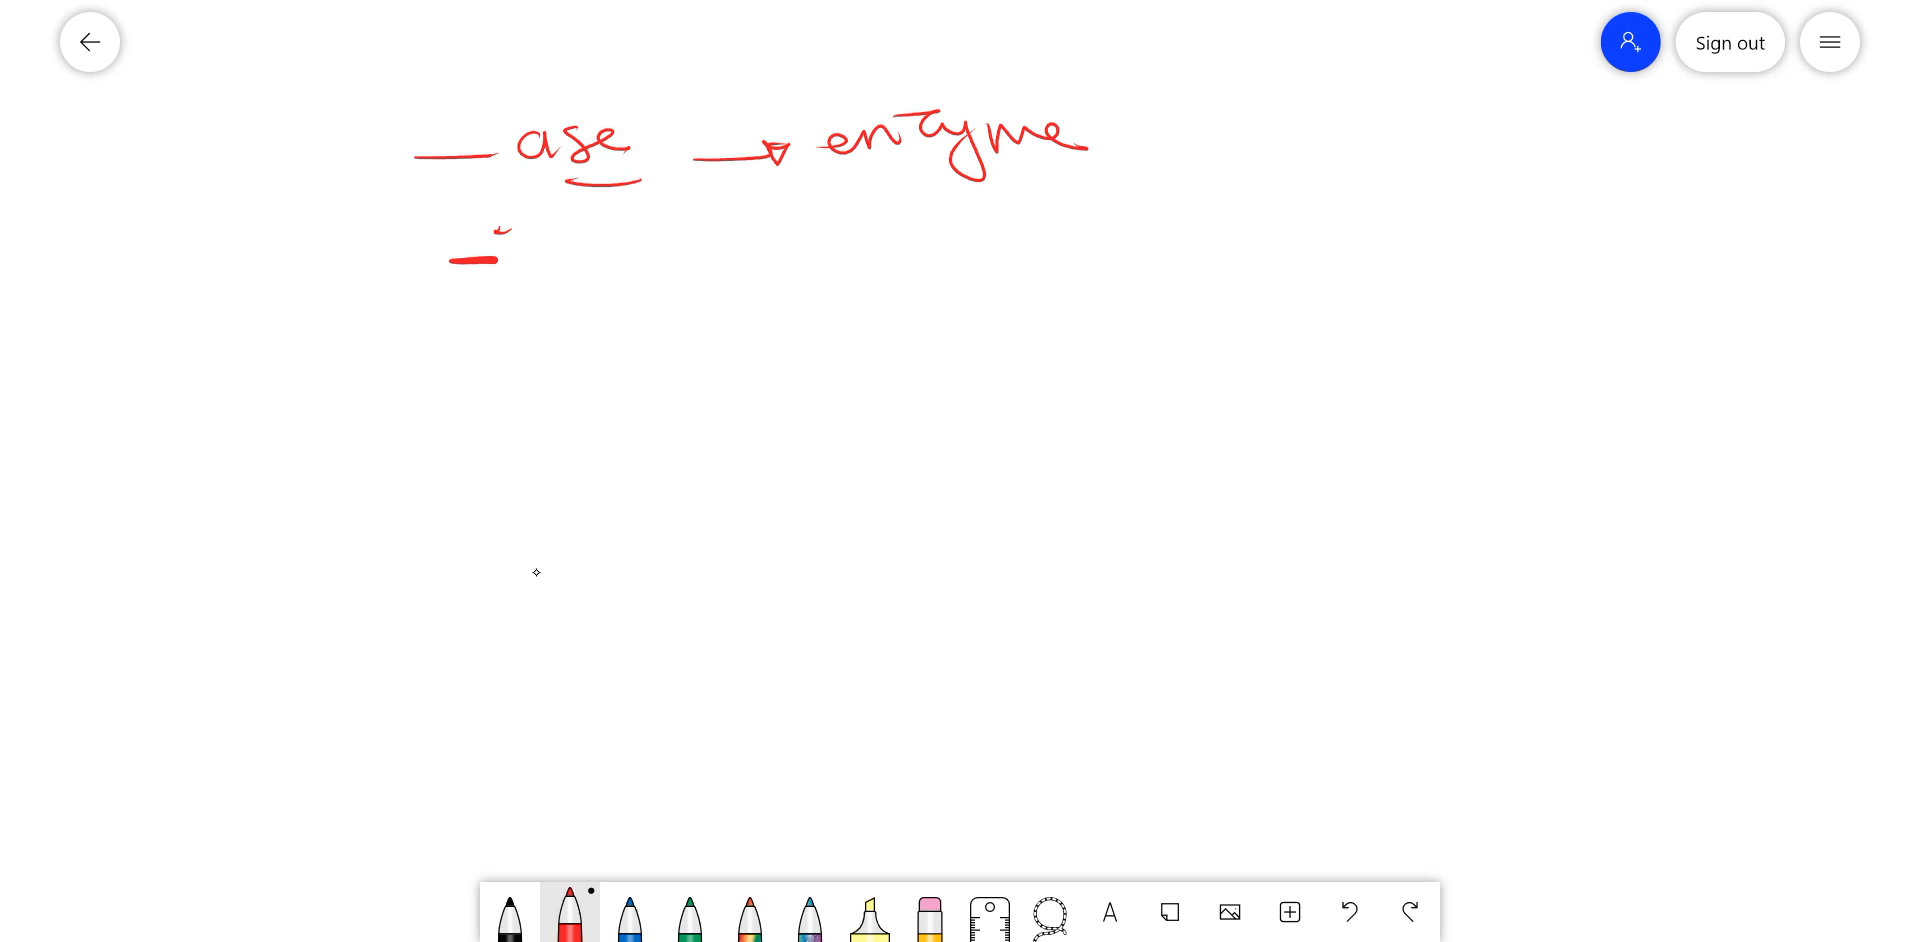 Sign out
— ase → enzyme